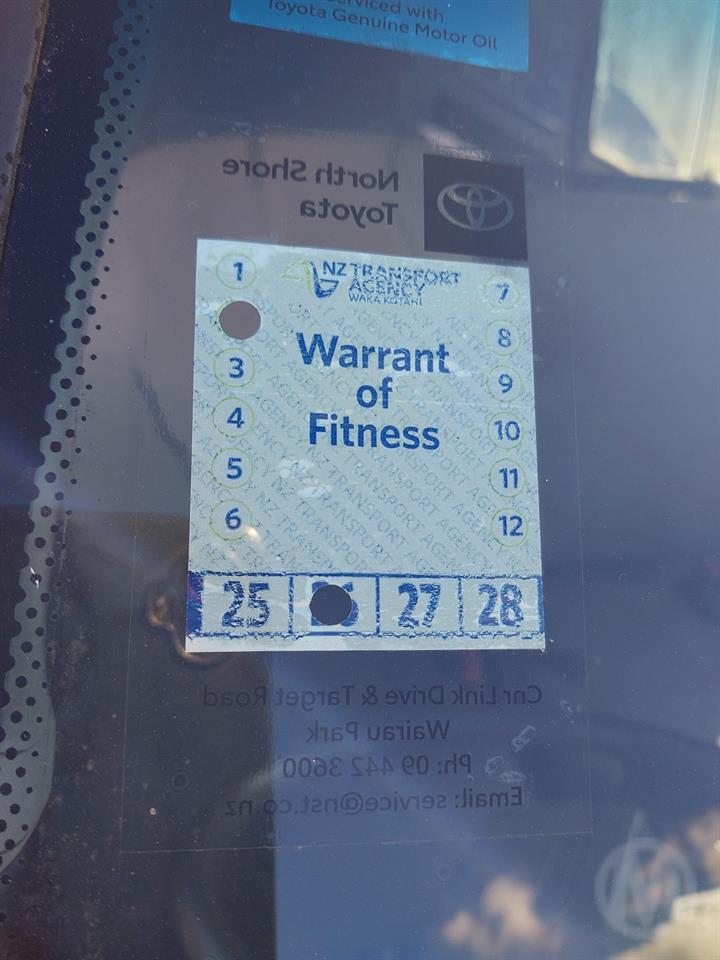 Serviced with
Toyota Genuine Motor Oil
North Shore
Toyota
NZ TRANSPORT
AGENCY
WAKA KOTAHI
Warrant
of
Fitness
1
3
4
5
6
7
8
9
10
11
12
25 27 28
Cnr Link Drive & Target Road
Wairau Park
Ph: 09 442 3600
Email: service@nst.co.nz